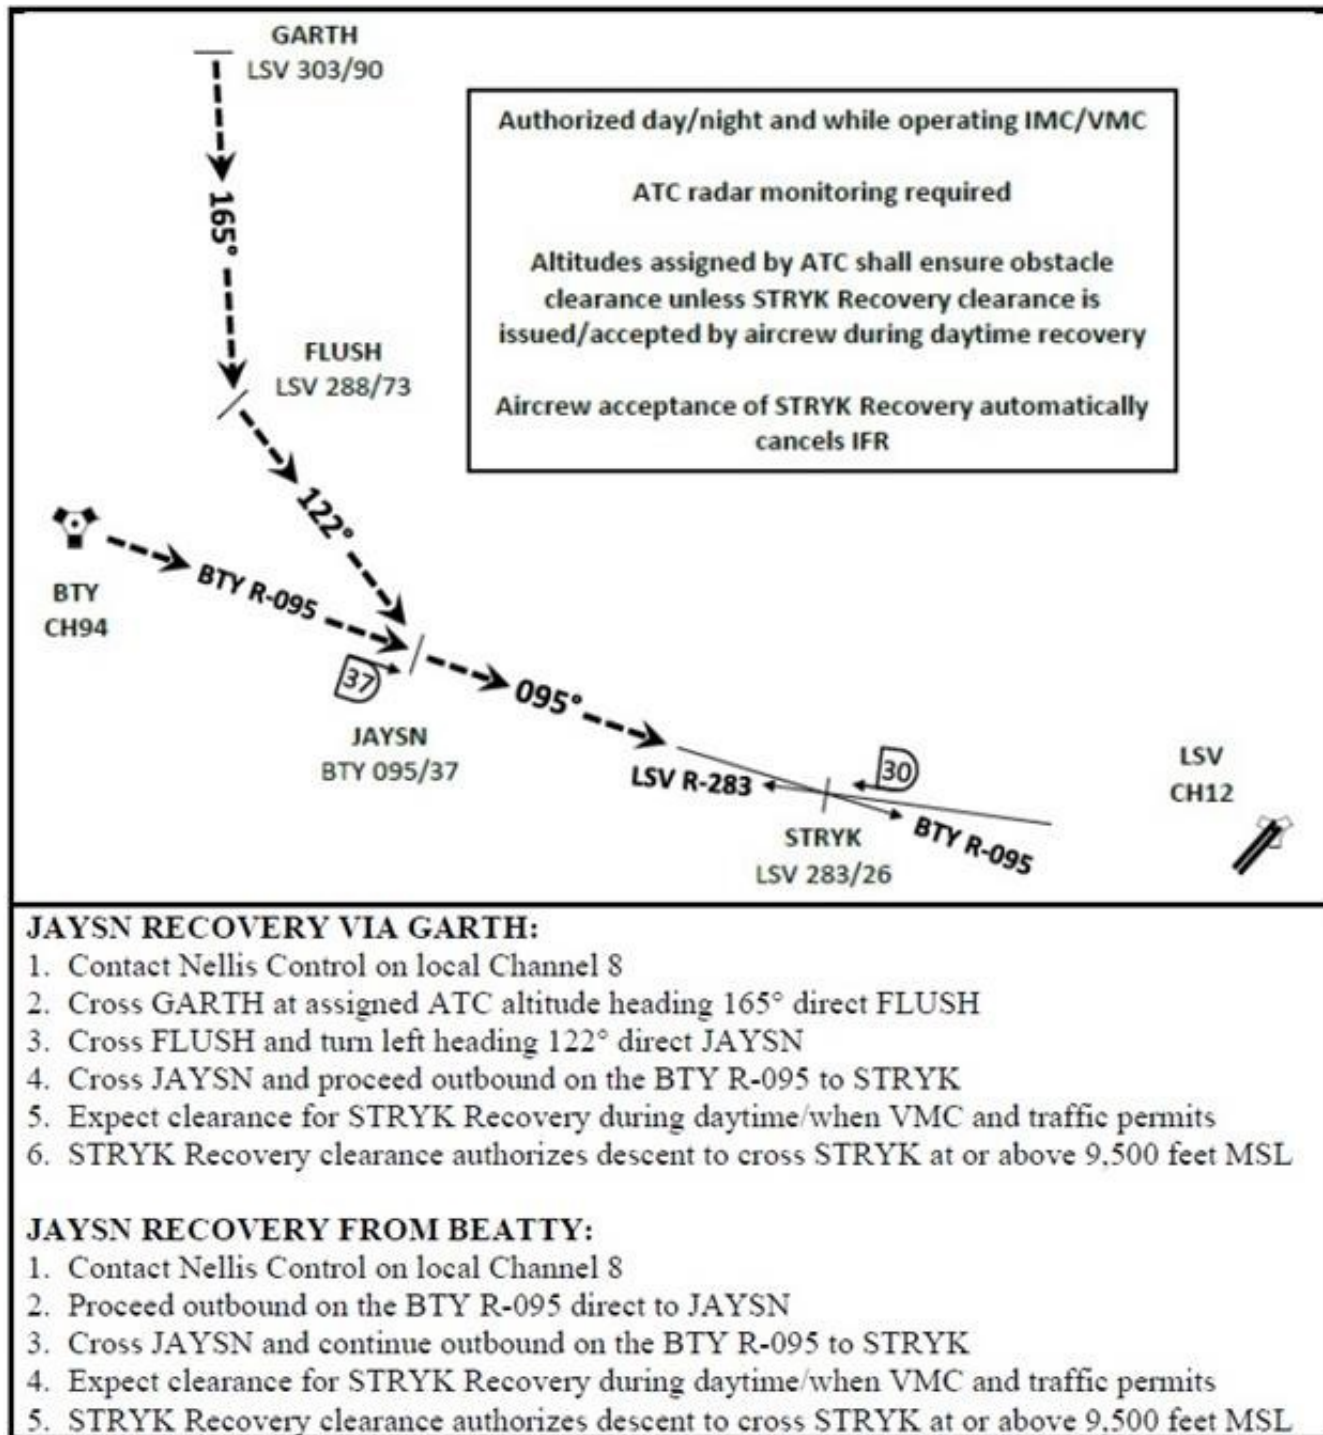 GARTH
LSV 303/90
Authorized day/night and while operating IMC/VMC
ATC radar monitoring required
Altitudes assigned by ATC shall ensure obstacle
clearance unless STRYK Recovery clearance is
issued/accepted by aircrew during daytime recovery
Aircrew acceptance of STRYK Recovery automatically
cancels IFR
165°
FLUSH
LSV 288/73
122°
BTY
CH94
BTY R-095
37
JAYSN
BTY 095/37
095°
LSV R-283
30
STRYK
LSV 283/26
BTY R-095
LSV
CH12
JAYSN RECOVERY VIA GARTH:
1. Contact Nellis Control on local Channel 8
2. Cross GARTH at assigned ATC altitude heading 165° direct FLUSH
3. Cross FLUSH and turn left heading 122° direct JAYSN
4. Cross JAYSN and proceed outbound on the BTY R-095 to STRYK
5. Expect clearance for STRYK Recovery during daytime/when VMC and traffic permits
6. STRYK Recovery clearance authorizes descent to cross STRYK at or above 9,500 feet MSL
JAYSN RECOVERY FROM BEATTY:
1. Contact Nellis Control on local Channel 8
2. Proceed outbound on the BTY R-095 direct to JAYSN
3. Cross JAYSN and continue outbound on the BTY R-095 to STRYK
4. Expect clearance for STRYK Recovery during daytime/when VMC and traffic permits
5. STRYK Recovery clearance authorizes descent to cross STRYK at or above 9,500 feet MSL